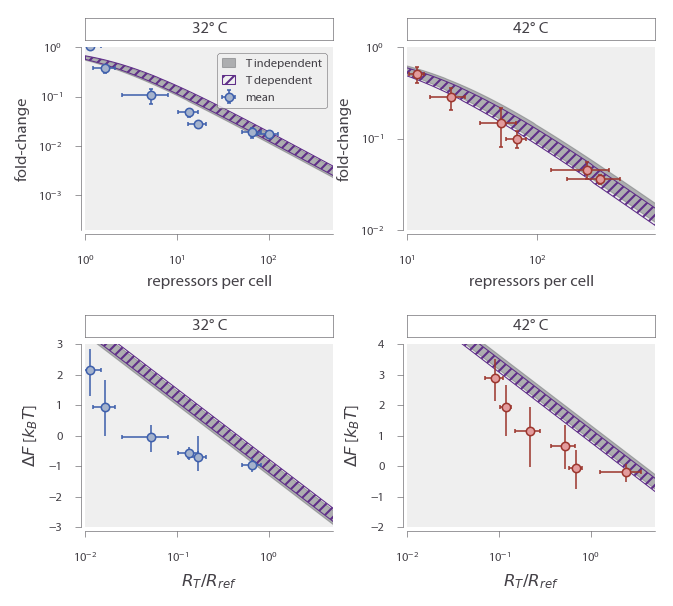 32° C
42° C
fold-change
10⁰
10⁻¹
10⁻²
10⁻³
T independent
T dependent
mean
10⁰
10¹
10²
repressors per cell
fold-change
10⁰
10⁻¹
10⁻²
10¹
10²
repressors per cell
32° C
42° C
ΔF [k_BT]
3
2
1
0
−1
−2
−3
10⁻²
10⁻¹
10⁰
R_T/R_ref
ΔF [k_BT]
4
3
2
1
0
−1
−2
10⁻²
10⁻¹
10⁰
R_T/R_ref